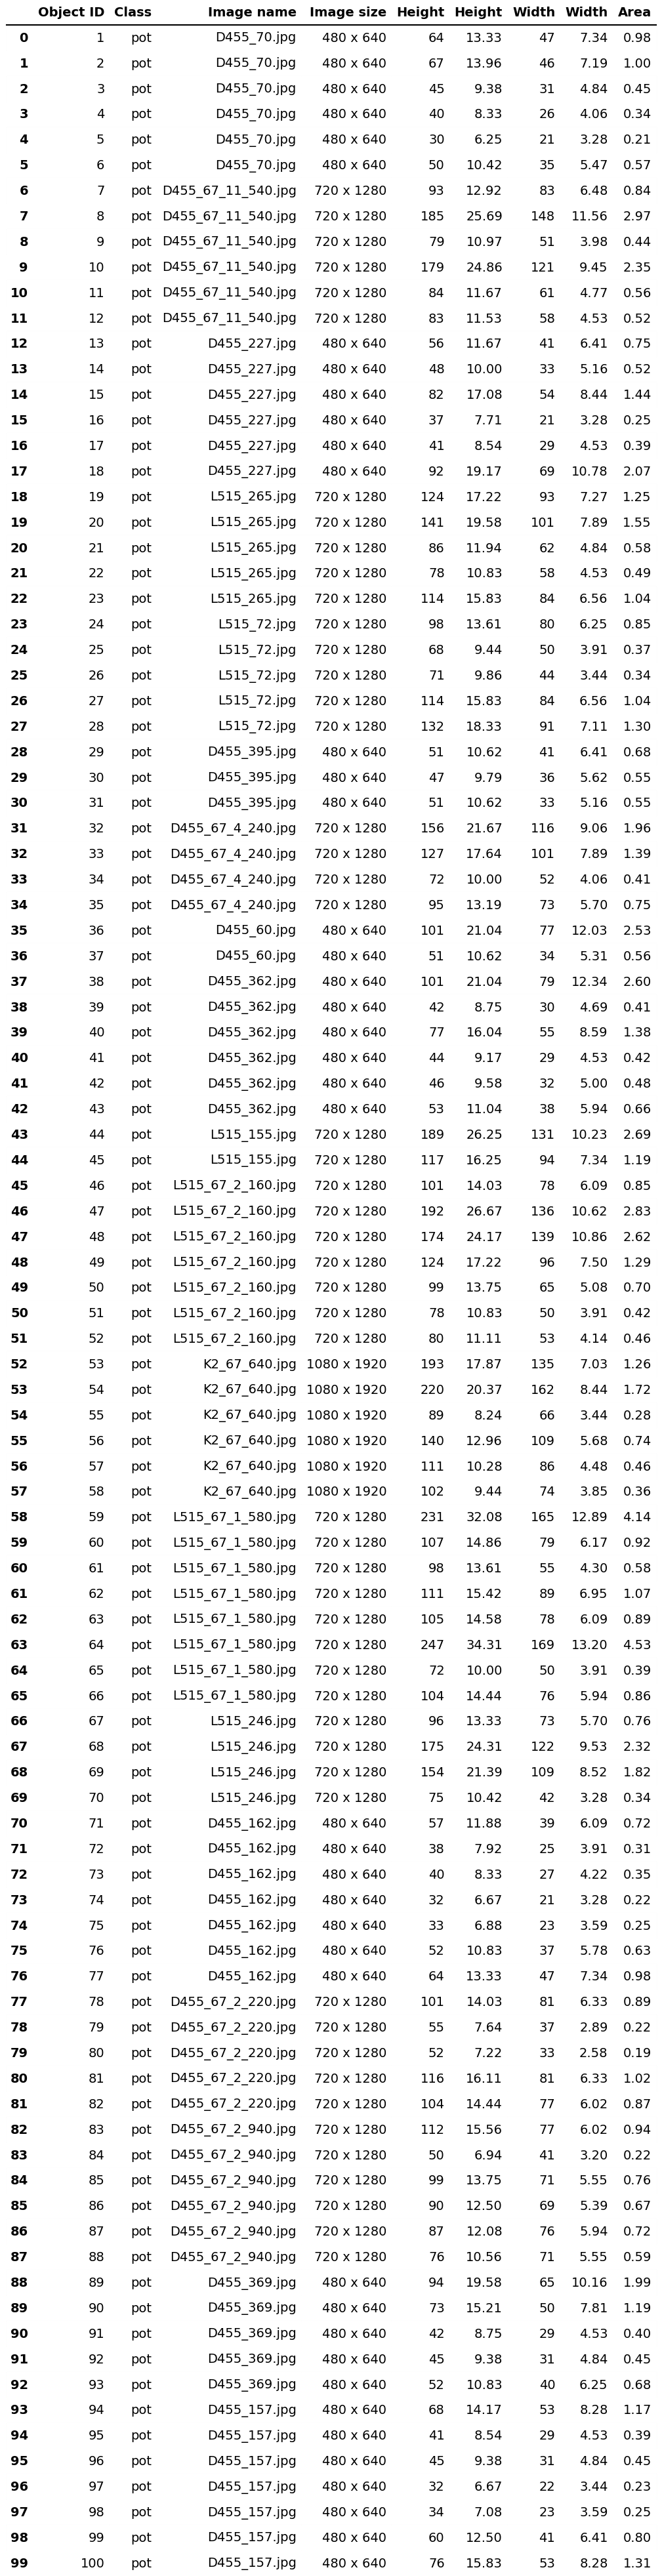 Object ID Class Image name Image size Height Height Width Width Area
0 1 pot D455_70.jpg 480 x 640 64 13.33 47 7.34 0.98
1 2 pot D455_70.jpg 480 x 640 67 13.96 46 7.19 1.00
2 3 pot D455_70.jpg 480 x 640 45 9.38 31 4.84 0.45
3 4 pot D455_70.jpg 480 x 640 40 8.33 26 4.06 0.34
4 5 pot D455_70.jpg 480 x 640 30 6.25 21 3.28 0.21
5 6 pot D455_70.jpg 480 x 640 50 10.42 35 5.47 0.57
6 7 pot D455_67_11_540.jpg 720 x 1280 93 12.92 83 6.48 0.84
7 8 pot D455_67_11_540.jpg 720 x 1280 185 25.69 148 11.56 2.97
8 9 pot D455_67_11_540.jpg 720 x 1280 79 10.97 51 3.98 0.44
9 10 pot D455_67_11_540.jpg 720 x 1280 179 24.86 121 9.45 2.35
10 11 pot D455_67_11_540.jpg 720 x 1280 84 11.67 61 4.77 0.56
11 12 pot D455_67_11_540.jpg 720 x 1280 83 11.53 58 4.53 0.52
12 13 pot D455_227.jpg 480 x 640 56 11.67 41 6.41 0.75
13 14 pot D455_227.jpg 480 x 640 48 10.00 33 5.16 0.52
14 15 pot D455_227.jpg 480 x 640 82 17.08 54 8.44 1.44
15 16 pot D455_227.jpg 480 x 640 37 7.71 21 3.28 0.25
16 17 pot D455_227.jpg 480 x 640 41 8.54 29 4.53 0.39
17 18 pot D455_227.jpg 480 x 640 92 19.17 69 10.78 2.07
18 19 pot L515_265.jpg 720 x 1280 124 17.22 93 7.27 1.25
19 20 pot L515_265.jpg 720 x 1280 141 19.58 101 7.89 1.55
20 21 pot L515_265.jpg 720 x 1280 86 11.94 62 4.84 0.58
21 22 pot L515_265.jpg 720 x 1280 78 10.83 58 4.53 0.49
22 23 pot L515_265.jpg 720 x 1280 114 15.83 84 6.56 1.04
23 24 pot L515_72.jpg 720 x 1280 98 13.61 80 6.25 0.85
24 25 pot L515_72.jpg 720 x 1280 68 9.44 50 3.91 0.37
25 26 pot L515_72.jpg 720 x 1280 71 9.86 44 3.44 0.34
26 27 pot L515_72.jpg 720 x 1280 114 15.83 84 6.56 1.04
27 28 pot L515_72.jpg 720 x 1280 132 18.33 91 7.11 1.30
28 29 pot D455_395.jpg 480 x 640 51 10.62 41 6.41 0.68
29 30 pot D455_395.jpg 480 x 640 47 9.79 36 5.62 0.55
30 31 pot D455_395.jpg 480 x 640 51 10.62 33 5.16 0.55
31 32 pot D455_67_4_240.jpg 720 x 1280 156 21.67 116 9.06 1.96
32 33 pot D455_67_4_240.jpg 720 x 1280 127 17.64 101 7.89 1.39
33 34 pot D455_67_4_240.jpg 720 x 1280 72 10.00 52 4.06 0.41
34 35 pot D455_67_4_240.jpg 720 x 1280 95 13.19 73 5.70 0.75
35 36 pot D455_60.jpg 480 x 640 101 21.04 77 12.03 2.53
36 37 pot D455_60.jpg 480 x 640 51 10.62 34 5.31 0.56
37 38 pot D455_362.jpg 480 x 640 101 21.04 79 12.34 2.60
38 39 pot D455_362.jpg 480 x 640 42 8.75 30 4.69 0.41
39 40 pot D455_362.jpg 480 x 640 77 16.04 55 8.59 1.38
40 41 pot D455_362.jpg 480 x 640 44 9.17 29 4.53 0.42
41 42 pot D455_362.jpg 480 x 640 46 9.58 32 5.00 0.48
42 43 pot D455_362.jpg 480 x 640 53 11.04 38 5.94 0.66
43 44 pot L515_155.jpg 720 x 1280 189 26.25 131 10.23 2.69
44 45 pot L515_155.jpg 720 x 1280 117 16.25 94 7.34 1.19
45 46 pot L515_67_2_160.jpg 720 x 1280 101 14.03 78 6.09 0.85
46 47 pot L515_67_2_160.jpg 720 x 1280 192 26.67 136 10.62 2.83
47 48 pot L515_67_2_160.jpg 720 x 1280 174 24.17 139 10.86 2.62
48 49 pot L515_67_2_160.jpg 720 x 1280 124 17.22 96 7.50 1.29
49 50 pot L515_67_2_160.jpg 720 x 1280 99 13.75 65 5.08 0.70
50 51 pot L515_67_2_160.jpg 720 x 1280 78 10.83 50 3.91 0.42
51 52 pot L515_67_2_160.jpg 720 x 1280 80 11.11 53 4.14 0.46
52 53 pot K2_67_640.jpg 1080 x 1920 193 17.87 135 7.03 1.26
53 54 pot K2_67_640.jpg 1080 x 1920 220 20.37 162 8.44 1.72
54 55 pot K2_67_640.jpg 1080 x 1920 89 8.24 66 3.44 0.28
55 56 pot K2_67_640.jpg 1080 x 1920 140 12.96 109 5.68 0.74
56 57 pot K2_67_640.jpg 1080 x 1920 111 10.28 86 4.48 0.46
57 58 pot K2_67_640.jpg 1080 x 1920 102 9.44 74 3.85 0.36
58 59 pot L515_67_1_580.jpg 720 x 1280 231 32.08 165 12.89 4.14
59 60 pot L515_67_1_580.jpg 720 x 1280 107 14.86 79 6.17 0.92
60 61 pot L515_67_1_580.jpg 720 x 1280 98 13.61 55 4.30 0.58
61 62 pot L515_67_1_580.jpg 720 x 1280 111 15.42 89 6.95 1.07
62 63 pot L515_67_1_580.jpg 720 x 1280 105 14.58 78 6.09 0.89
63 64 pot L515_67_1_580.jpg 720 x 1280 247 34.31 169 13.20 4.53
64 65 pot L515_67_1_580.jpg 720 x 1280 72 10.00 50 3.91 0.39
65 66 pot L515_67_1_580.jpg 720 x 1280 104 14.44 76 5.94 0.86
66 67 pot L515_246.jpg 720 x 1280 96 13.33 73 5.70 0.76
67 68 pot L515_246.jpg 720 x 1280 175 24.31 122 9.53 2.32
68 69 pot L515_246.jpg 720 x 1280 154 21.39 109 8.52 1.82
69 70 pot L515_246.jpg 720 x 1280 75 10.42 42 3.28 0.34
70 71 pot D455_162.jpg 480 x 640 57 11.88 39 6.09 0.72
71 72 pot D455_162.jpg 480 x 640 38 7.92 25 3.91 0.31
72 73 pot D455_162.jpg 480 x 640 40 8.33 27 4.22 0.35
73 74 pot D455_162.jpg 480 x 640 32 6.67 21 3.28 0.22
74 75 pot D455_162.jpg 480 x 640 33 6.88 23 3.59 0.25
75 76 pot D455_162.jpg 480 x 640 52 10.83 37 5.78 0.63
76 77 pot D455_162.jpg 480 x 640 64 13.33 47 7.34 0.98
77 78 pot D455_67_2_220.jpg 720 x 1280 101 14.03 81 6.33 0.89
78 79 pot D455_67_2_220.jpg 720 x 1280 55 7.64 37 2.89 0.22
79 80 pot D455_67_2_220.jpg 720 x 1280 52 7.22 33 2.58 0.19
80 81 pot D455_67_2_220.jpg 720 x 1280 116 16.11 81 6.33 1.02
81 82 pot D455_67_2_220.jpg 720 x 1280 104 14.44 77 6.02 0.87
82 83 pot D455_67_2_940.jpg 720 x 1280 112 15.56 77 6.02 0.94
83 84 pot D455_67_2_940.jpg 720 x 1280 50 6.94 41 3.20 0.22
84 85 pot D455_67_2_940.jpg 720 x 1280 99 13.75 71 5.55 0.76
85 86 pot D455_67_2_940.jpg 720 x 1280 90 12.50 69 5.39 0.67
86 87 pot D455_67_2_940.jpg 720 x 1280 87 12.08 76 5.94 0.72
87 88 pot D455_67_2_940.jpg 720 x 1280 76 10.56 71 5.55 0.59
88 89 pot D455_369.jpg 480 x 640 94 19.58 65 10.16 1.99
89 90 pot D455_369.jpg 480 x 640 73 15.21 50 7.81 1.19
90 91 pot D455_369.jpg 480 x 640 42 8.75 29 4.53 0.40
91 92 pot D455_369.jpg 480 x 640 45 9.38 31 4.84 0.45
92 93 pot D455_369.jpg 480 x 640 52 10.83 40 6.25 0.68
93 94 pot D455_157.jpg 480 x 640 68 14.17 53 8.28 1.17
94 95 pot D455_157.jpg 480 x 640 41 8.54 29 4.53 0.39
95 96 pot D455_157.jpg 480 x 640 45 9.38 31 4.84 0.45
96 97 pot D455_157.jpg 480 x 640 32 6.67 22 3.44 0.23
97 98 pot D455_157.jpg 480 x 640 34 7.08 23 3.59 0.25
98 99 pot D455_157.jpg 480 x 640 60 12.50 41 6.41 0.80
99 100 pot D455_157.jpg 480 x 640 76 15.83 53 8.28 1.31